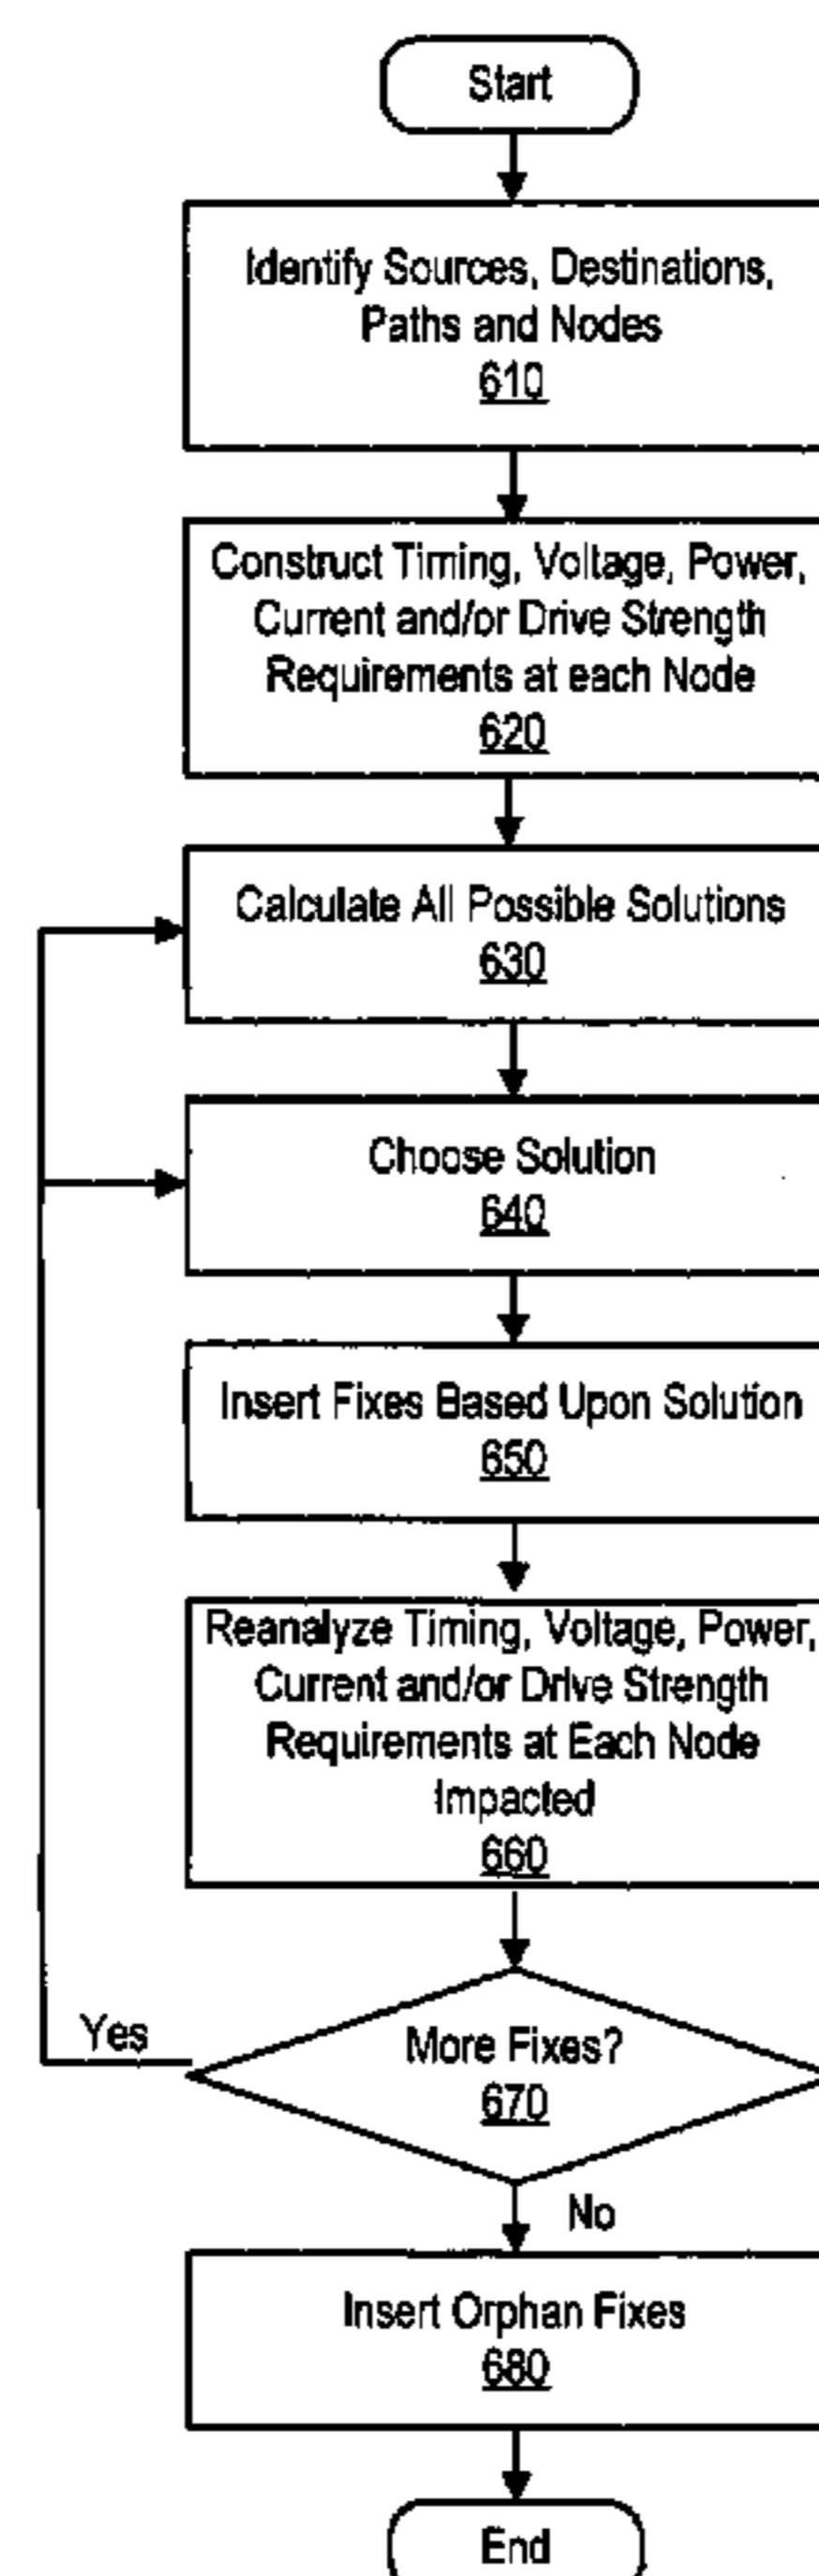 Start
Identify Sources, Destinations,
Paths and Nodes
610
Construct Timing, Voltage, Power,
Current and/or Drive Strength
Requirements at each Node
620
Calculate All Possible Solutions
630
Choose Solution
640
Insert Fixes Based Upon Solution
650
Reanalyze Timing, Voltage, Power,
Current and/or Drive Strength
Requirements at Each Node
Impacted
660
Yes
More Fixes?
670
No
Insert Orphan Fixes
680
End